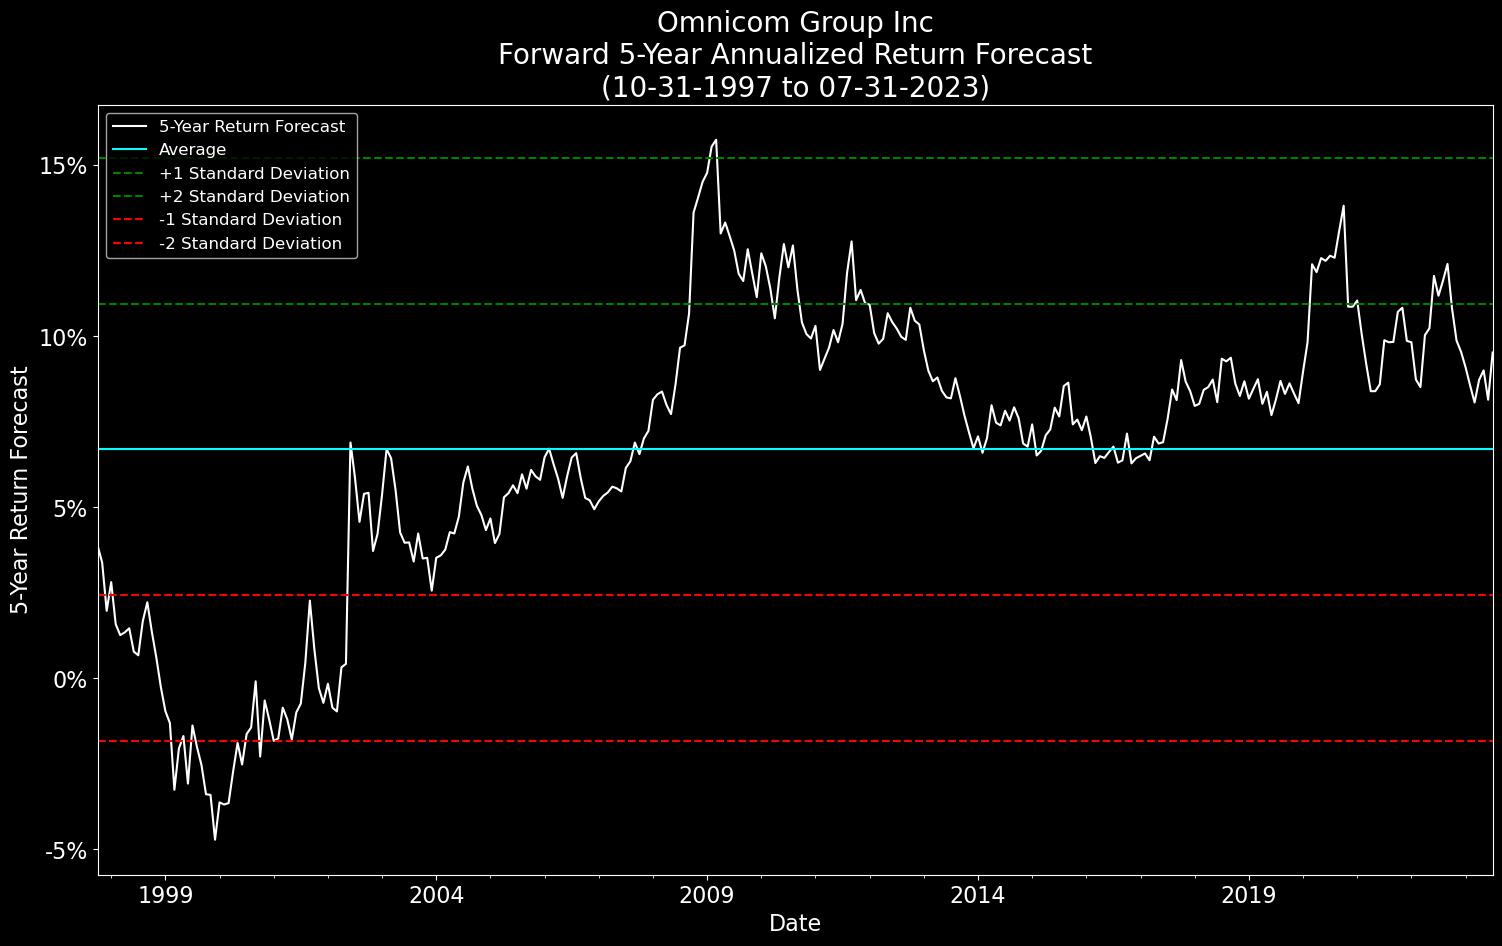 Omnicom Group Inc
Forward 5-Year Annualized Return Forecast
(10-31-1997 to 07-31-2023)
5-Year Return Forecast
Average
+1 Standard Deviation
+2 Standard Deviation
-1 Standard Deviation
-2 Standard Deviation
15%
10%
5%
0%
-5%
5-Year Return Forecast
1999 2004 2009 2014 2019
Date